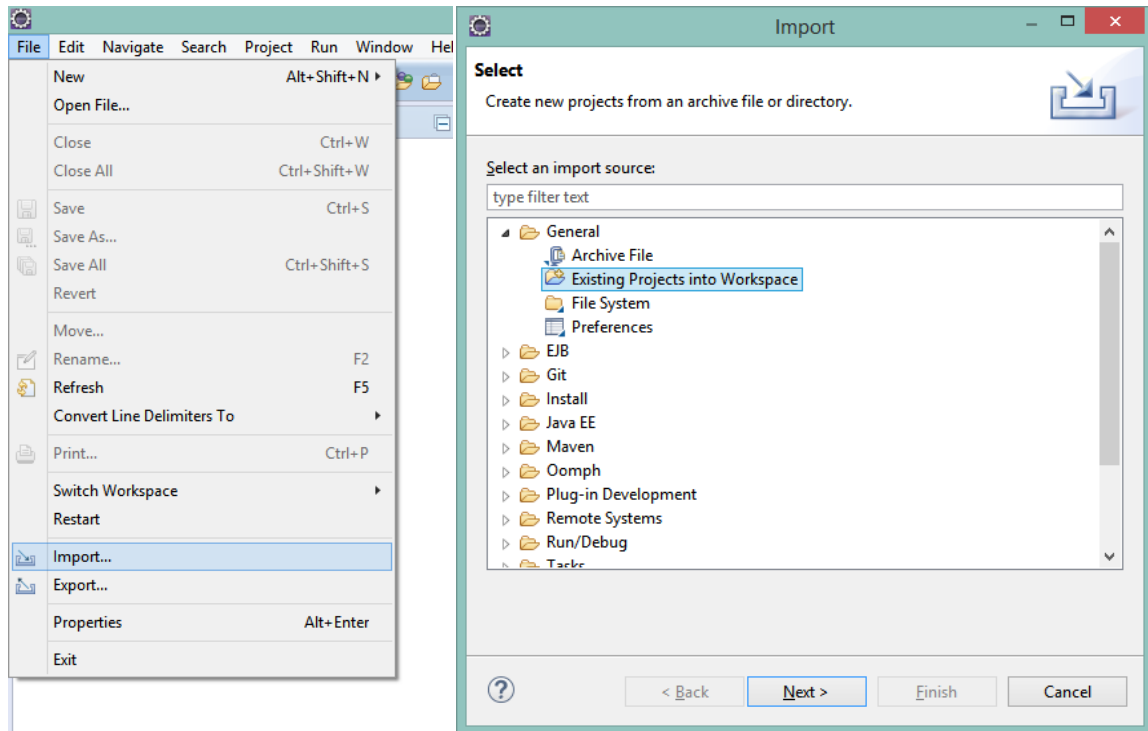 File Edit Navigate Search Project Run Window Hel
New Alt+Shift+N
Open File...
Close Ctrl+W
Close All Ctrl+Shift+W
Save Ctrl+S
Save As...
Save All Ctrl+Shift+S
Revert
Move...
Rename... F2
Refresh F5
Convert Line Delimiters To
Print... Ctrl+P
Switch Workspace
Restart
Import...
Export...
Properties Alt+Enter
Exit
Import
Select
Create new projects from an archive file or directory.
Select an import source:
type filter text
General
Archive File
Existing Projects into Workspace
File System
Preferences
EJB
Git
Install
Java EE
Maven
Oomph
Plug-in Development
Remote Systems
Run/Debug
Tasks
< Back Next > Finish Cancel